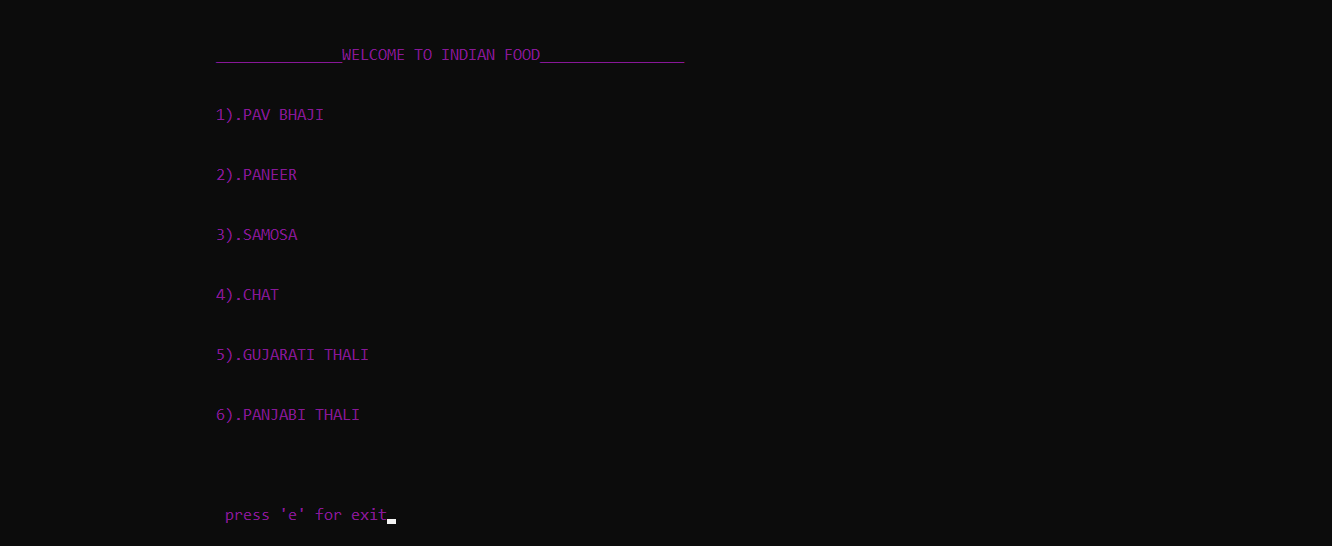 ______________WELCOME TO INDIAN FOOD________________
1).PAV BHAJI
2).PANEER
3).SAMOSA
4).CHAT
5).GUJARATI THALI
6).PANJABI THALI
press 'e' for exit